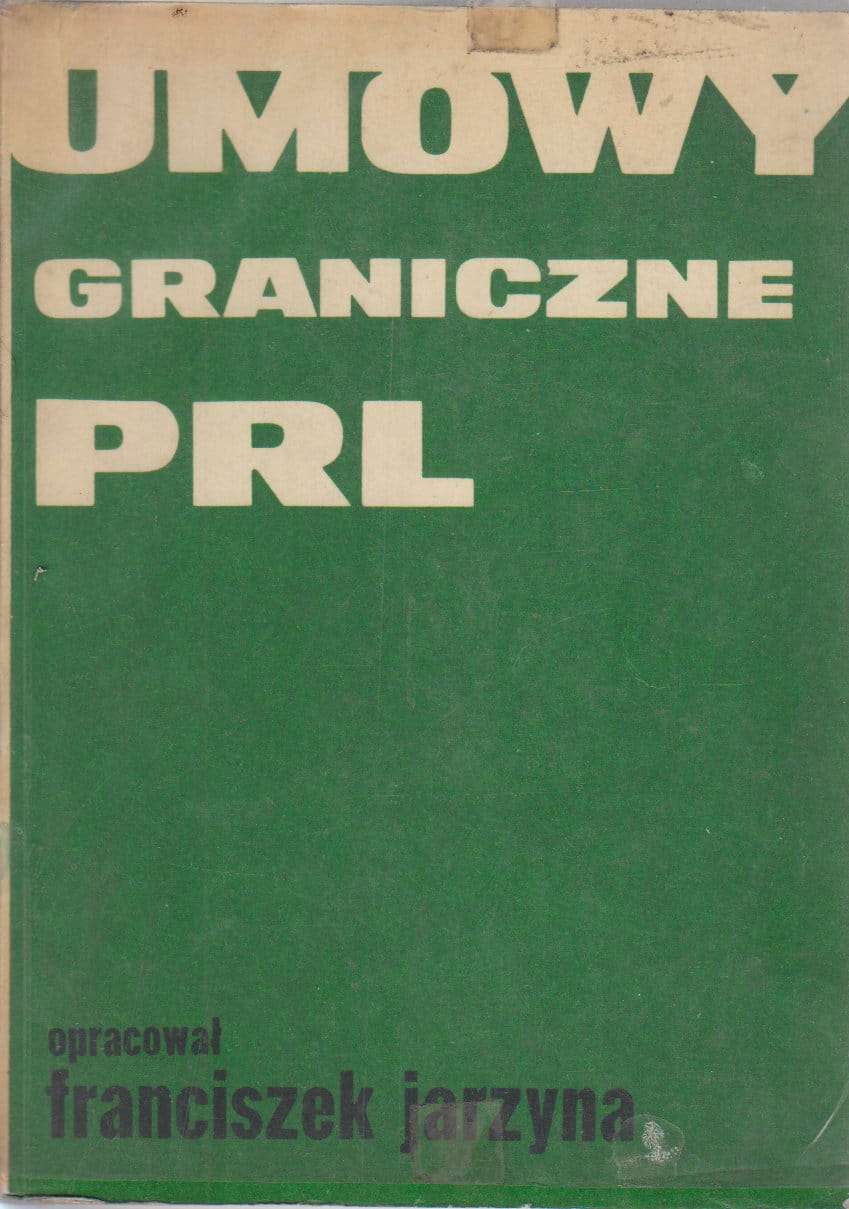 UMOWY
GRANICZNE
PRL
opracował
franciszek jarzyna